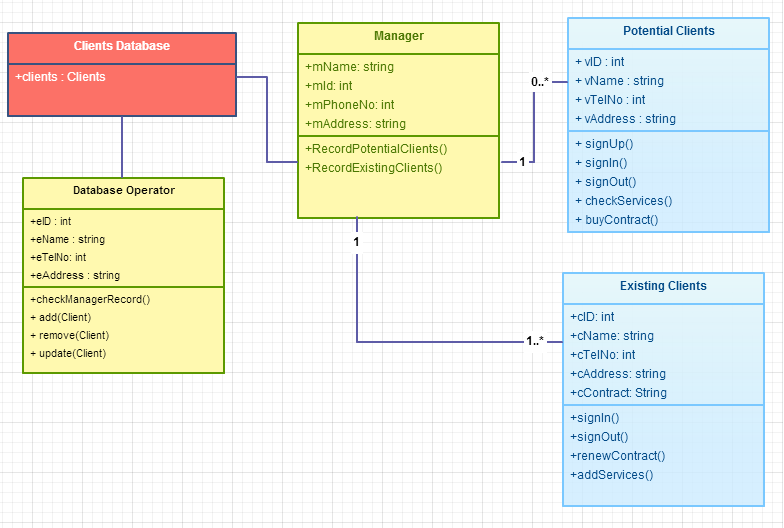 Clients Database
+clients : Clients
Database Operator
+eID : int
+eName : string
+eTelNo: int
+eAddress : string
+checkManagerRecord()
+ add(Client)
+ remove(Client)
+ update(Client)
Manager
+mName: string
+mId: int
+mPhoneNo: int
+mAddress: string
+RecordPotentialClients()
+RecordExistingClients()
1
0..*
1
1..*
Potential Clients
+ vID : int
+ vName : string
+ vTelNo : int
+ vAddress : string
+ signUp()
+ signIn()
+ signOut()
+ checkServices()
+ buyContract()
Existing Clients
+cID: int
+cName: string
+cTelNo: int
+cAddress: string
+cContract: String
+signIn()
+signOut()
+renewContract()
+addServices()